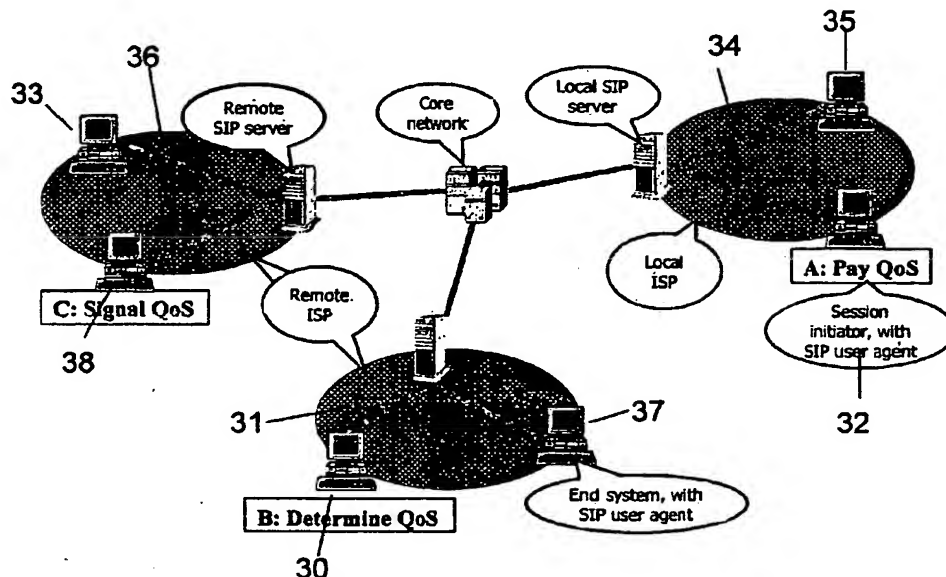 36
34
35
33
Remote
SIP server
Core
network
Local SIP
server
A: Pay QoS
Local
ISP
Session
initiator, with
SIP user agent
32
C: Signal QoS
Remote.
ISP
38
31
37
B: Determine QoS
End system, with
SIP user agent
30